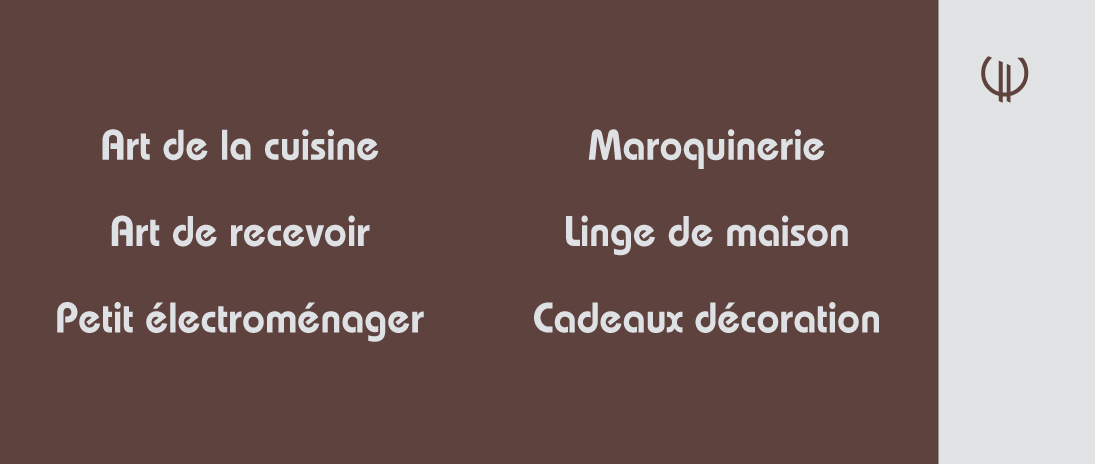 Art de la cuisine
Art de recevoir
Petit électroménager
Maroquinerie
Linge de maison
Cadeaux décoration